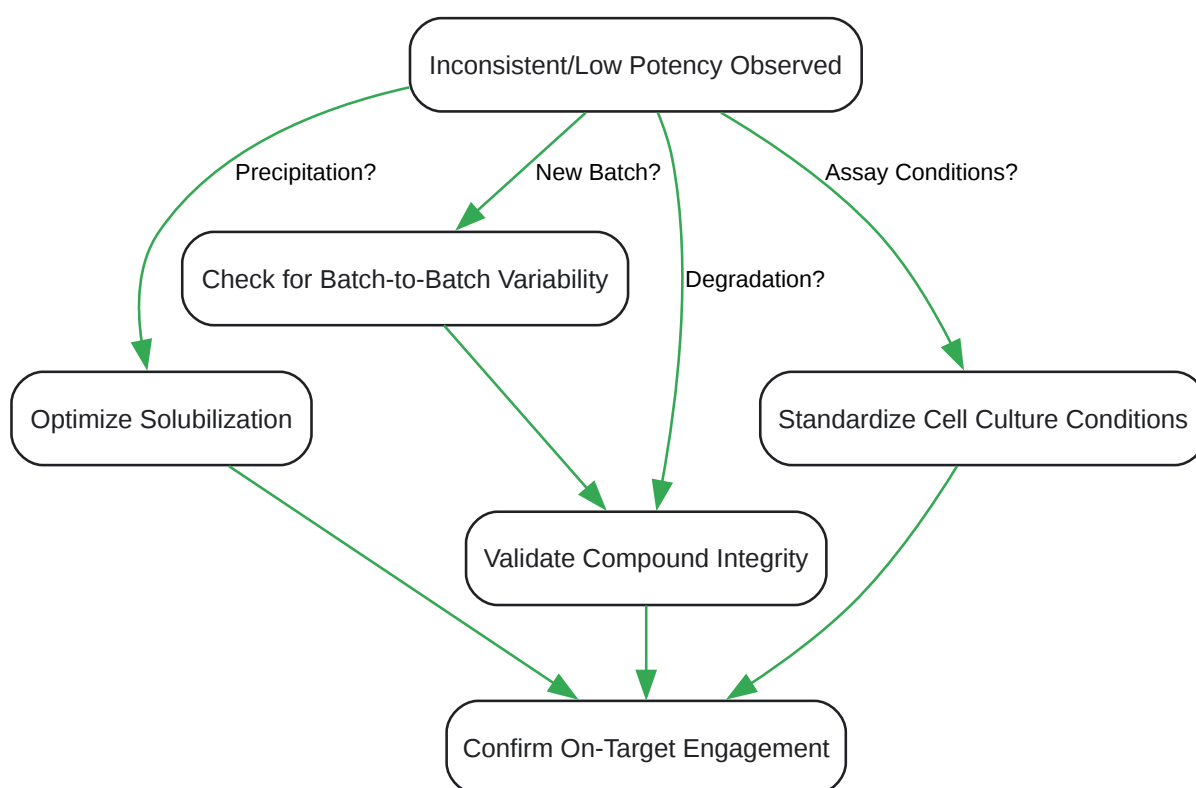 Inconsistent/Low Potency Observed
Precipitation?
New Batch?
Assay Conditions?
Check for Batch-to-Batch Variability
Degradation?
Optimize Solubilization
Standardize Cell Culture Conditions
Validate Compound Integrity
Confirm On-Target Engagement